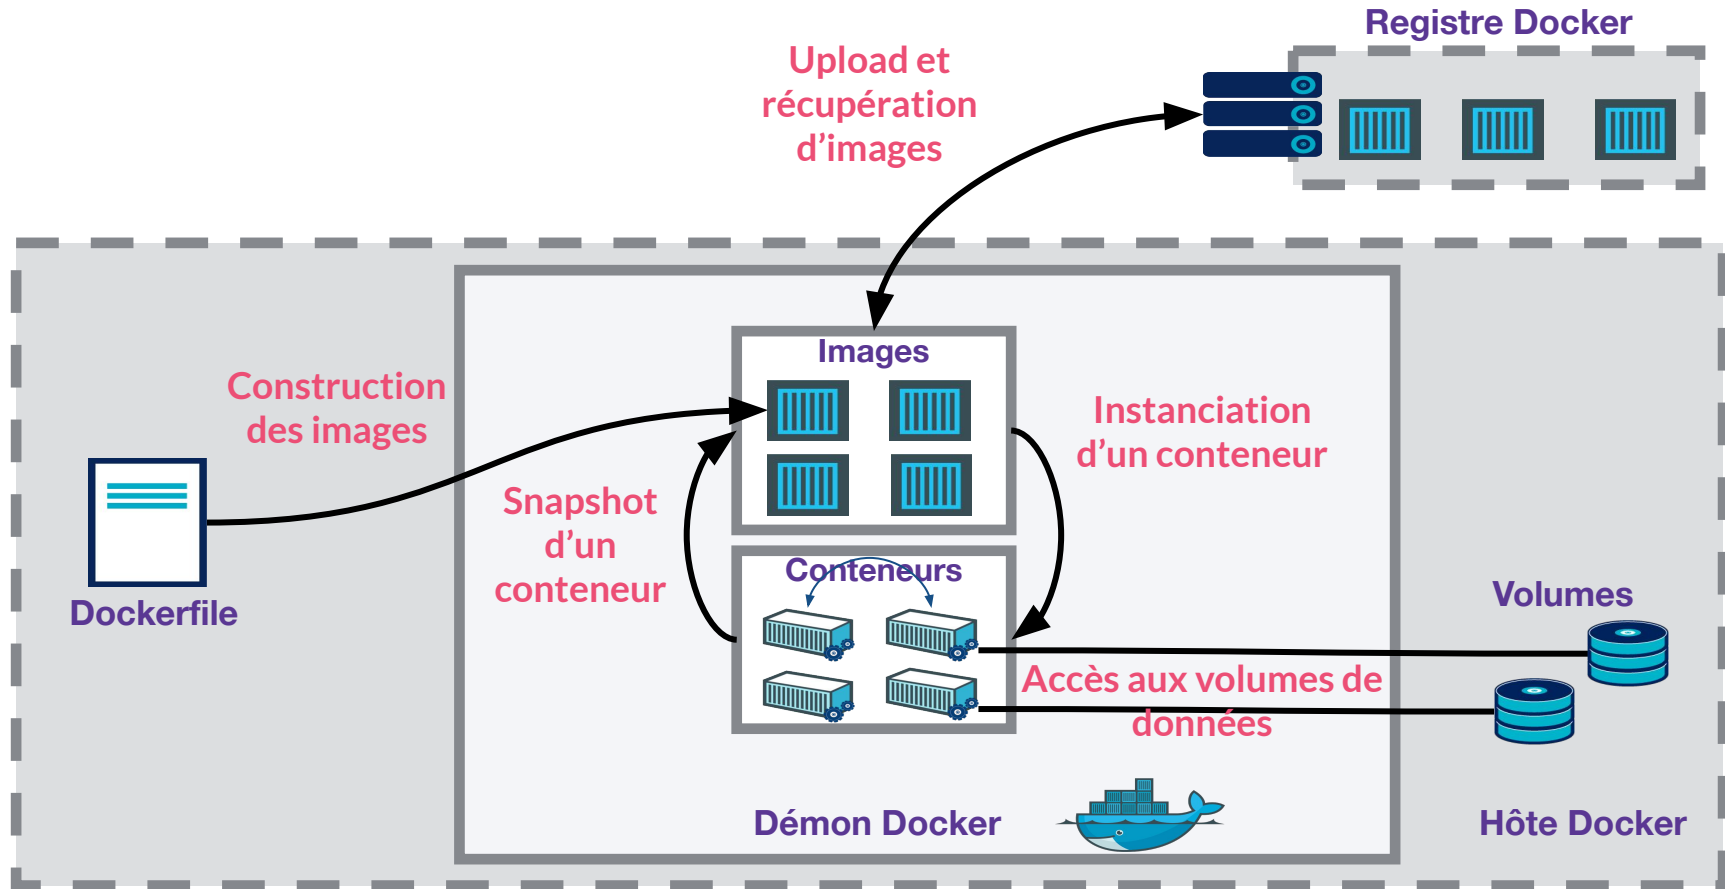 Registre Docker
Upload et
récupération
d’images
Images
Construction
des images
Instanciation
d’un conteneur
Snapshot
d’un
conteneur
Conteneurs
Dockerfile
Volumes
Accès aux volumes de
données
Démon Docker
Hôte Docker